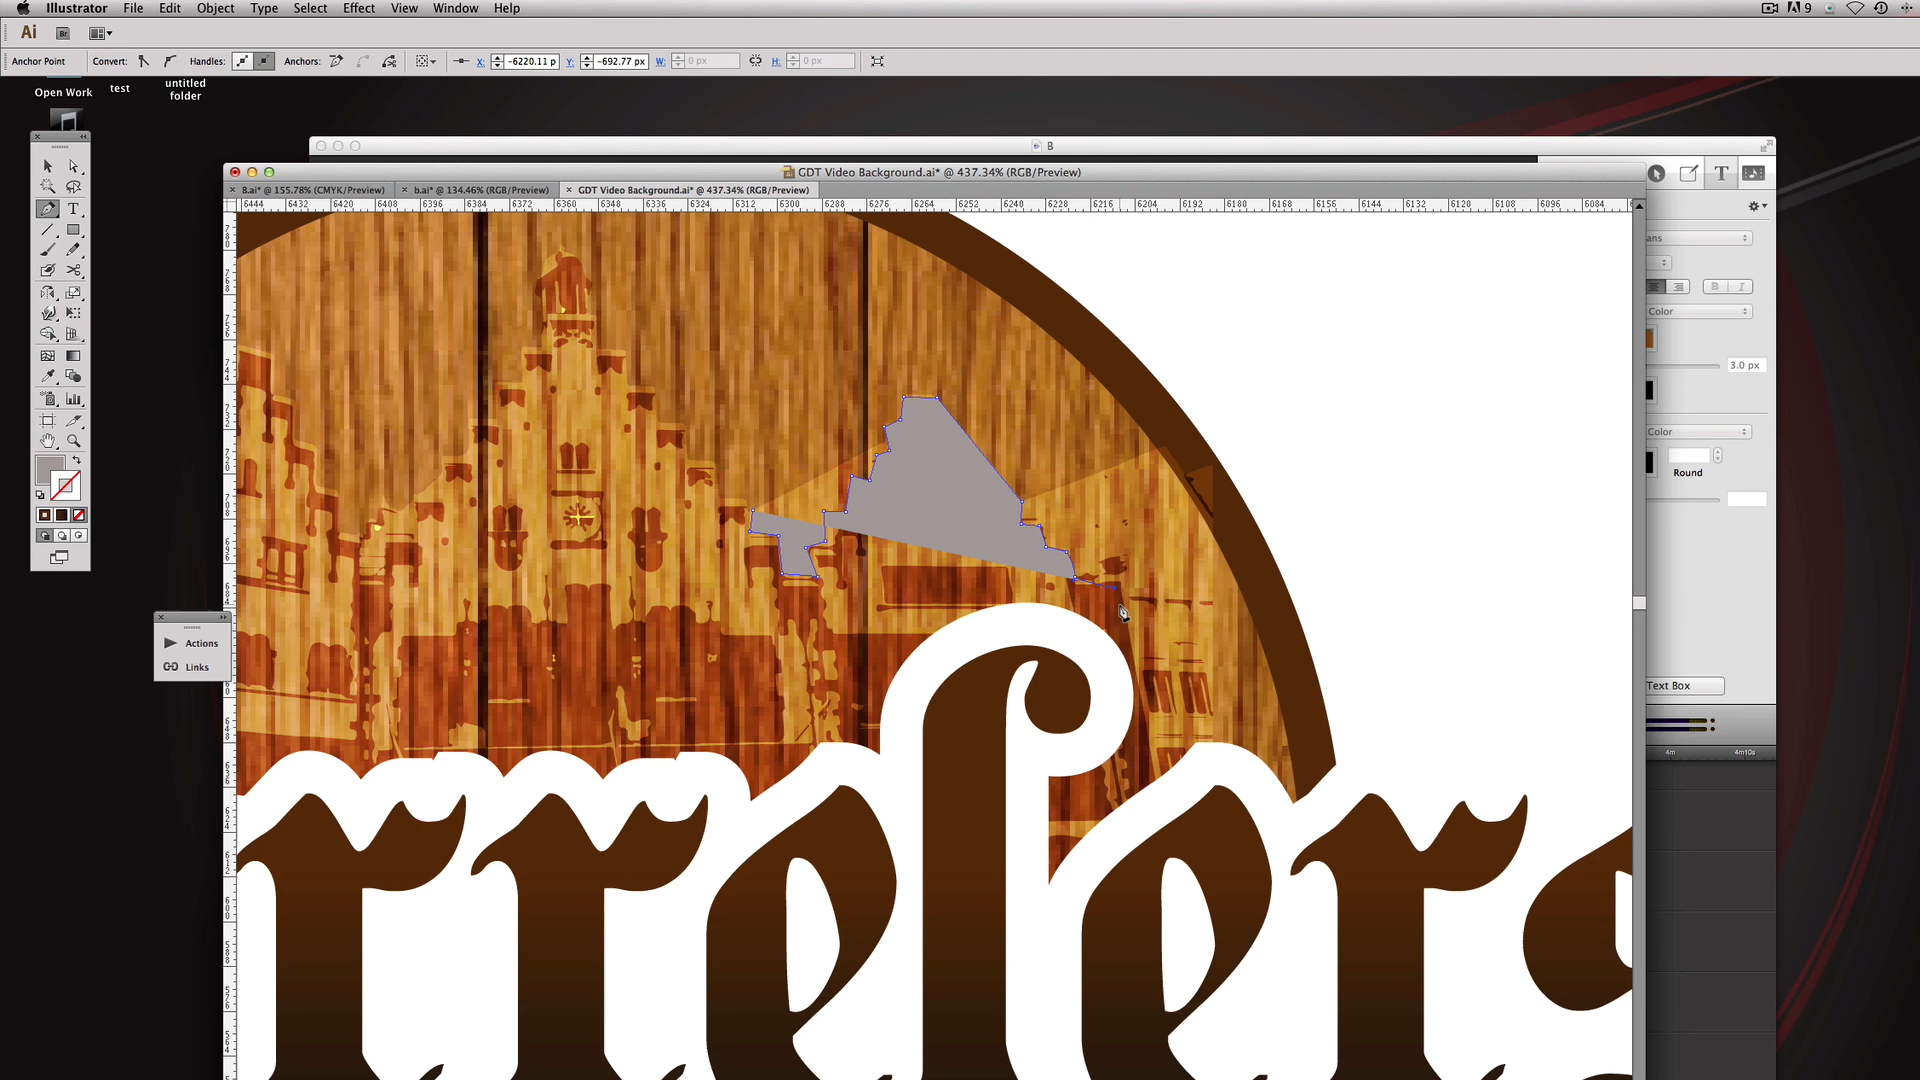 Illustrator File Edit Object Type Select Effect View Window Help 9
Ai Br
Anchor Point Convert: Handles: Anchors: X: -6220.11 p Y: -692.77 px W: 0 px H: 0 px
Open Work test untitled folder
B
GDT Video Background.ai* @ 437.34% (RGB/Preview)
B.ai* @ 155.78% (CMYK/Preview) b.ai* @ 134.46% (RGB/Preview) GDT Video Background.ai* @ 437.34% (RGB/Preview)
6444 6432 6420 6408 6396 6384 6372 6360 6348 6336 6324 6312 6300 6288 6276 6264 6252 6240 6228 6216 6204 6192 6180 6168 6156 6144 6132 6120 6108 6096 6084
T
T
ans
B I
Color
3.0 px
Color
Round
Actions
Links
Text Box
4m 4m10s
rrelers